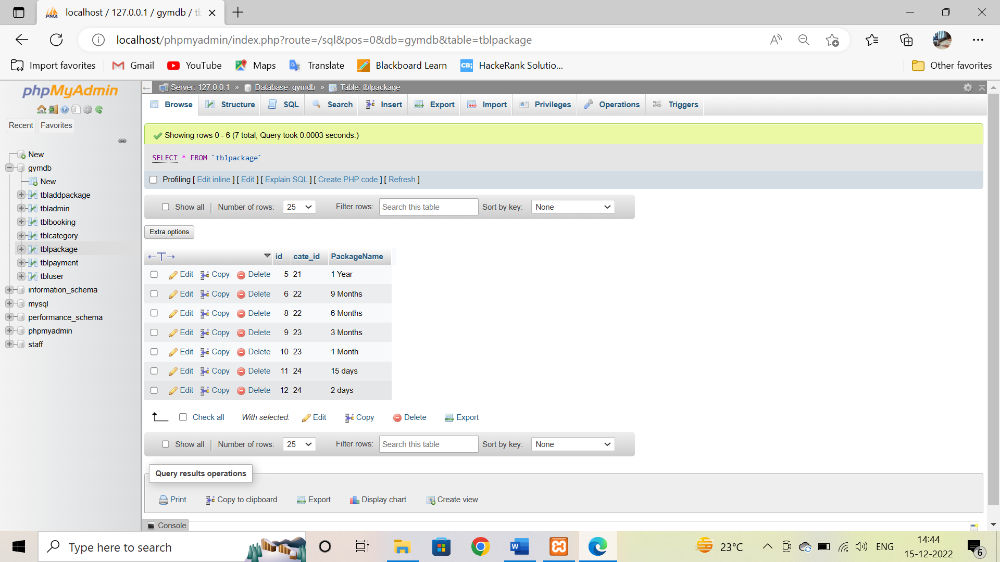 localhost / 127.0.0.1 / gymdb / tb
localhost/phpmyadmin/index.php?route=/sql&pos=0&db=gymdb&table=tblpackage
Import favorites Gmail YouTube Maps Translate Blackboard Learn HackeRank Solutio... Other favorites
phpMyAdmin
Recent Favorites
New
gymdb
New
tbladdpackage
tbladmin
tblbooking
tblcategory
tblpackage
tblpayment
tbluser
information_schema
mysql
performance_schema
phpmyadmin
staff
Server: 127.0.0.1 » Database: gymdb » Table: tblpackage
Browse Structure SQL Search Insert Export Import Privileges Operations Triggers
Showing rows 0 - 6 (7 total, Query took 0.0003 seconds.)
SELECT * FROM `tblpackage`
Profiling [ Edit inline ] [ Edit ] [ Explain SQL ] [ Create PHP code ] [ Refresh ]
Show all Number of rows: 25 Filter rows: Search this table Sort by key: None
Extra options
←T→ id cate_id PackageName
Edit Copy Delete 5 21 1 Year
Edit Copy Delete 6 22 9 Months
Edit Copy Delete 8 22 6 Months
Edit Copy Delete 9 23 3 Months
Edit Copy Delete 10 23 1 Month
Edit Copy Delete 11 24 15 days
Edit Copy Delete 12 24 2 days
Check all With selected: Edit Copy Delete Export
Show all Number of rows: 25 Filter rows: Search this table Sort by key: None
Query results operations
Print Copy to clipboard Export Display chart Create view
Console
Type here to search
23°C
ENG
14:44
15-12-2022
6